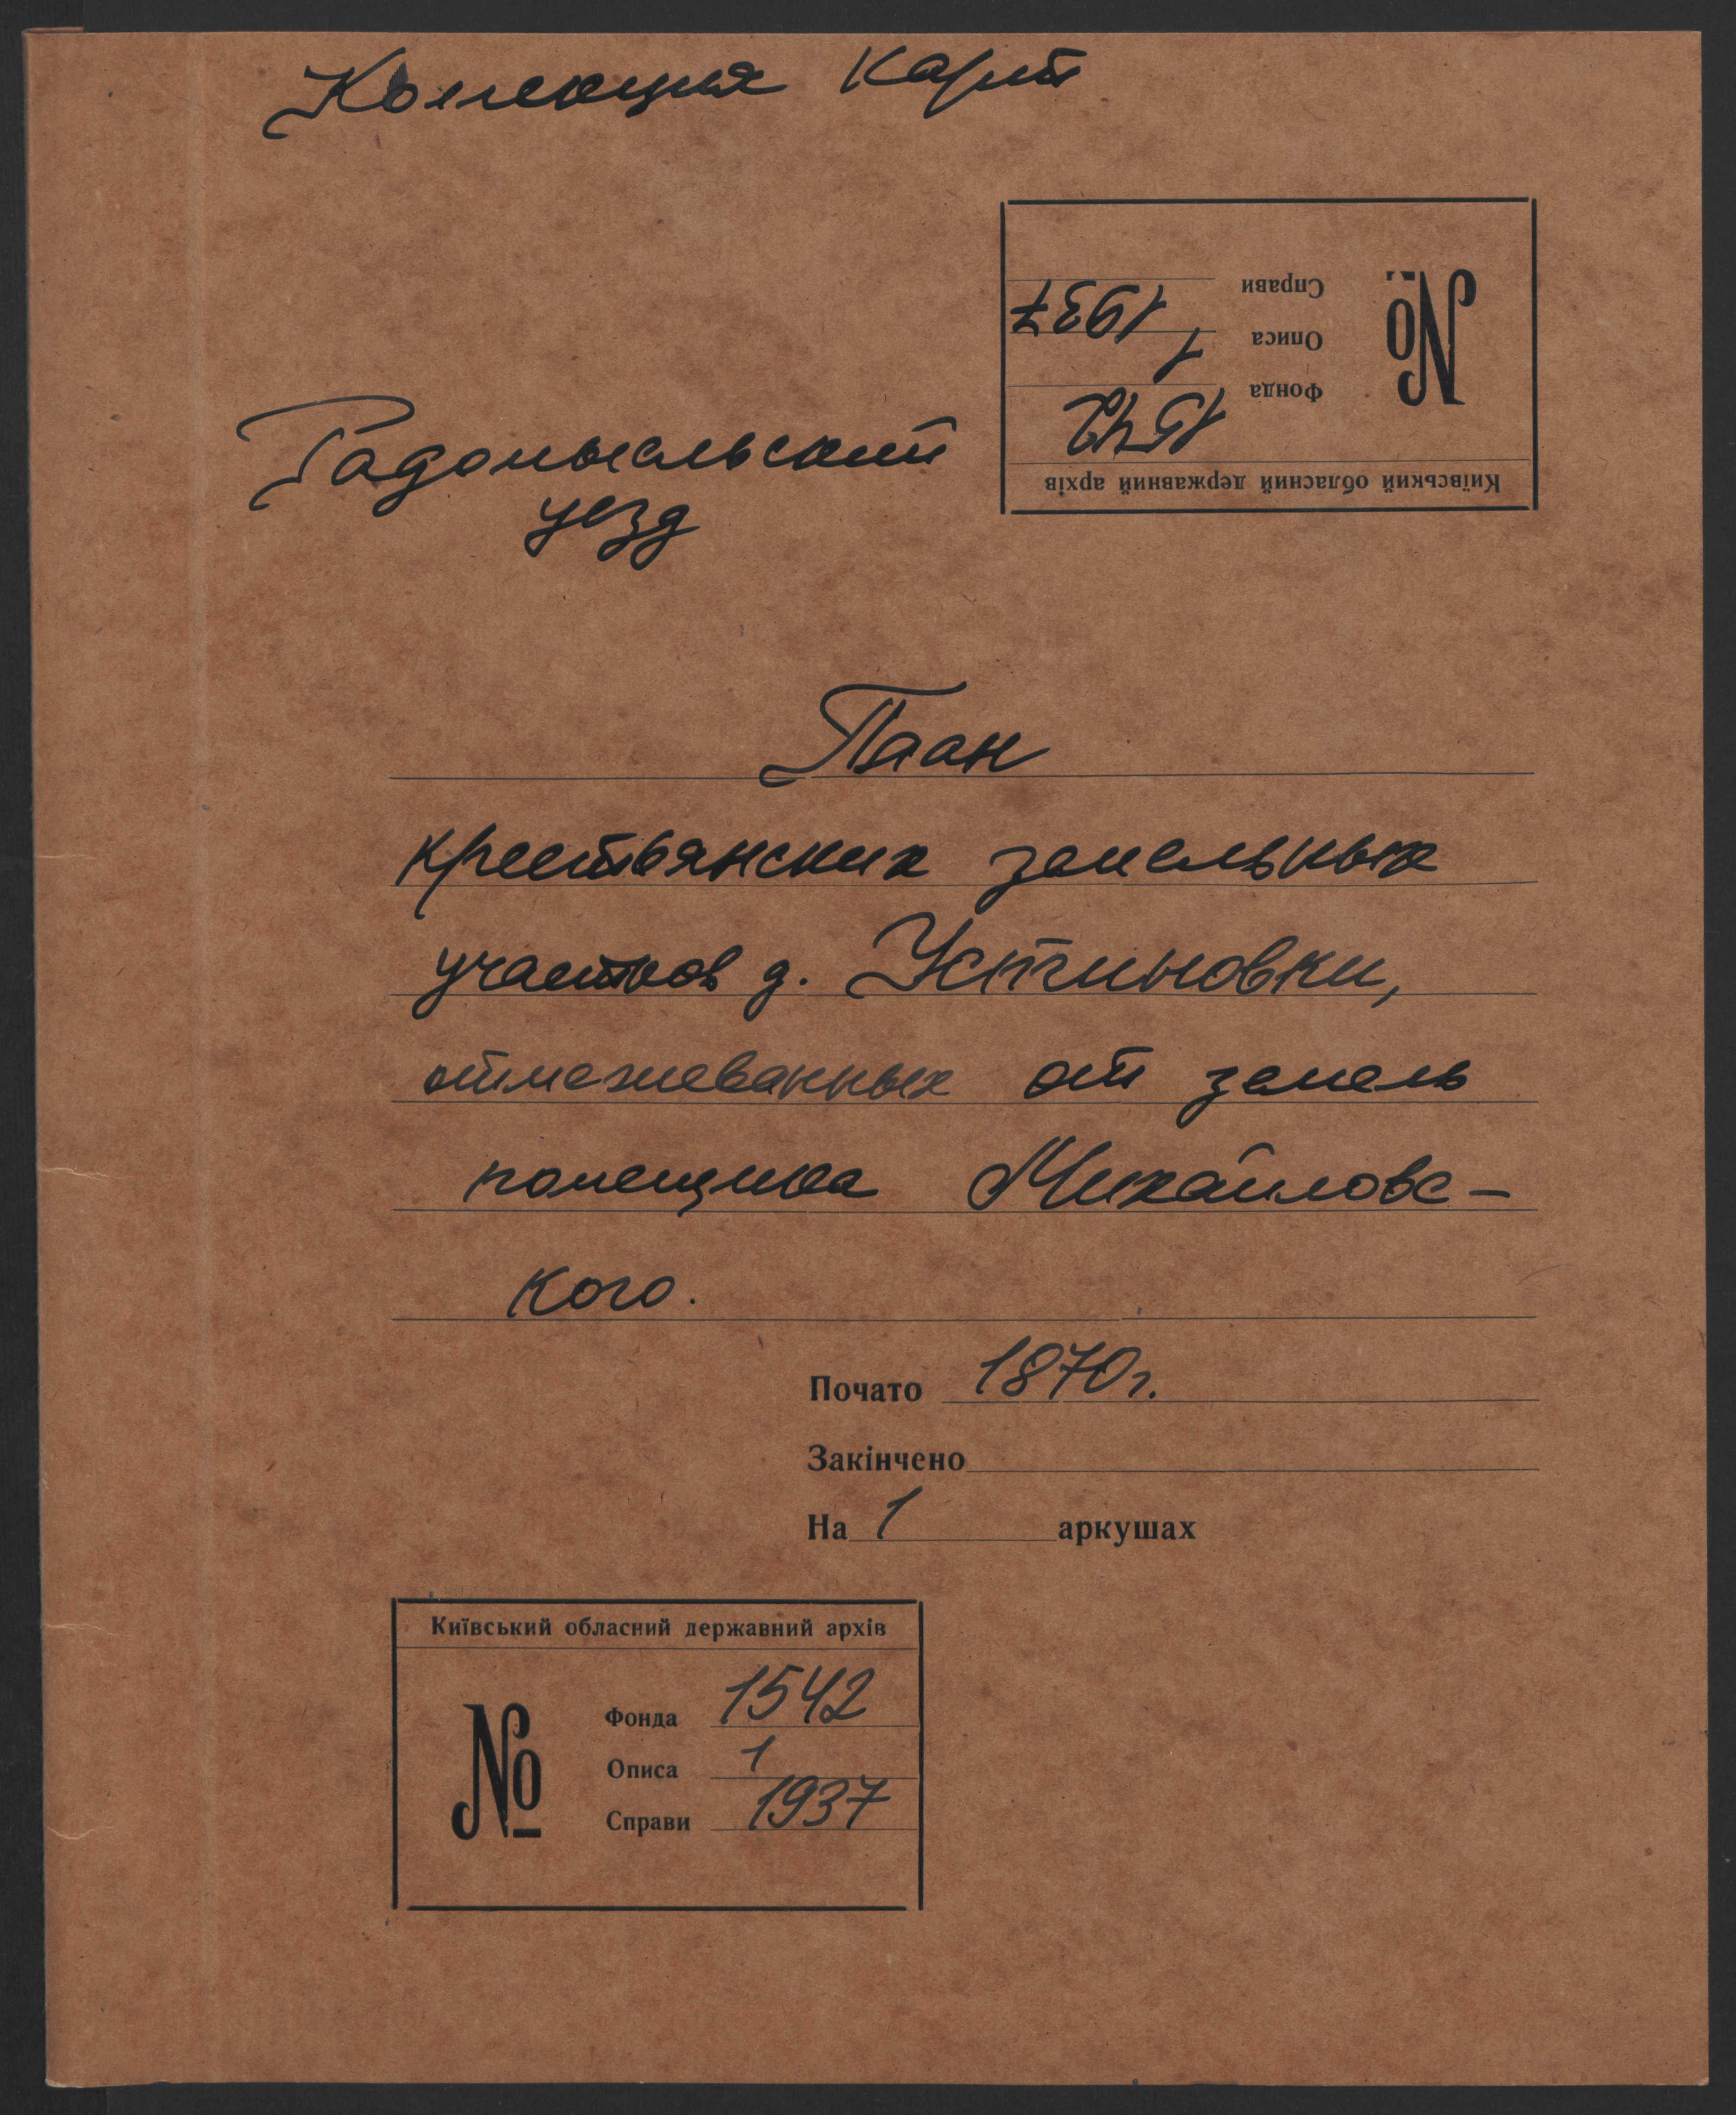 Коллекция карт
Київський обласний державний архів
№
Фонда 1542
Описа 1
Справи 1937
Радомысльский
уезд
План
крестьянских земельных
участков д. Устиновки,
отмежеванных от земель
помещика Михайловс-
кого.
Почато 1870г.
Закінчено
На 1 аркушах
Київський обласний державний архів
№
Фонда 1542
Описа 1
Справи 1937